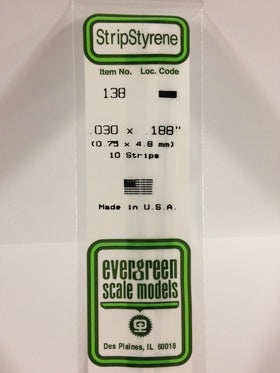 StripStyrene
Item No. Loc. Code
138
.030 x .188"
(0.75 x 4.8 mm)
10 Strips
Made in U.S.A.
evergreen
scale models
Des Plaines, IL 60018